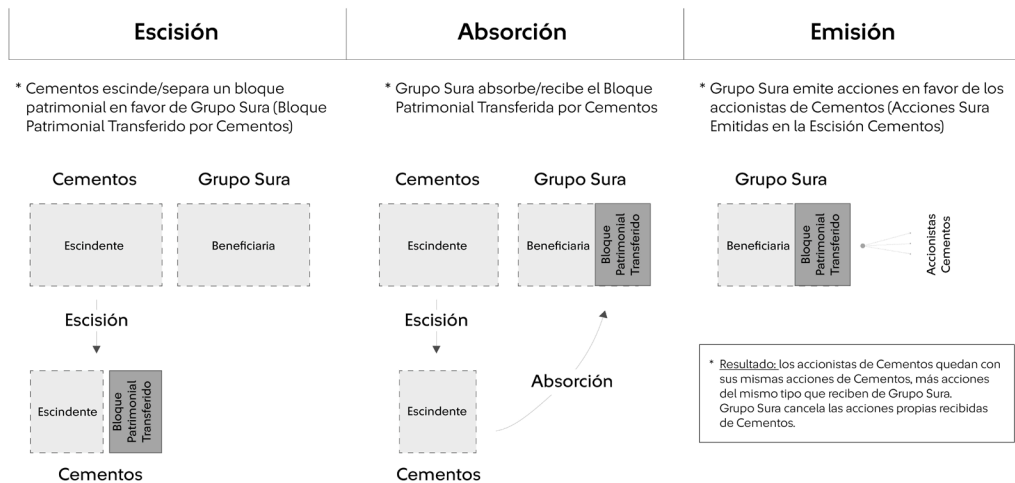 Escisión
* Cementos escinde/separa un bloque
patrimonial en favor de Grupo Sura (Bloque
Patrimonial Transferido por Cementos)
Cementos
Grupo Sura
Escindente
Beneficiaria
Escisión
Escindente
Bloque
Patrimonial
Transferido
Cementos
Absorción
* Grupo Sura absorbe/recibe el Bloque
Patrimonial Transferida por Cementos
Cementos
Grupo Sura
Escindente
Beneficiaria
Bloque
Patrimonial
Transferido
Escisión
Absorción
Escindente
Cementos
Emisión
* Grupo Sura emite acciones en favor de los
accionistas de Cementos (Acciones Sura
Emitidas en la Escisión Cementos)
Grupo Sura
Beneficiaria
Bloque
Patrimonial
Transferido
Accionistas
Cementos
* Resultado: los accionistas de Cementos quedan con
sus mismas acciones de Cementos, más acciones
del mismo tipo que reciben de Grupo Sura.
Grupo Sura cancela las acciones propias recibidas
de Cementos.